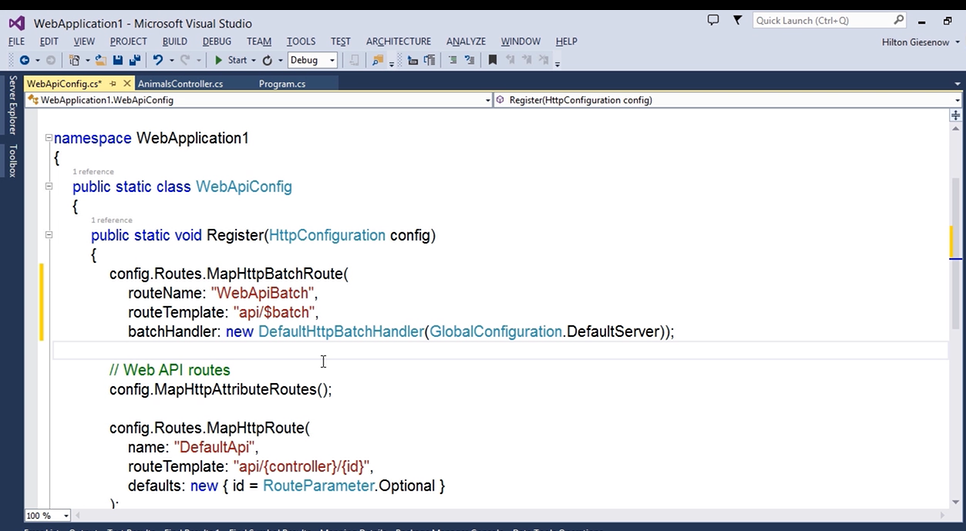 WebApplication1 - Microsoft Visual Studio
Quick Launch (Ctrl+Q)
FILE EDIT VIEW PROJECT BUILD DEBUG TEAM TOOLS TEST ARCHITECTURE ANALYZE WINDOW HELP
Hilton Giesenow
Start Debug
WebApiConfig.cs* AnimalsController.cs Program.cs
Server Explorer
Toolbox
WebApplication1.WebApiConfig Register(HttpConfiguration config)
namespace WebApplication1
{
1 reference
public static class WebApiConfig
{
1 reference
public static void Register(HttpConfiguration config)
{
config.Routes.MapHttpBatchRoute(
routeName: "WebApiBatch",
routeTemplate: "api/$batch",
batchHandler: new DefaultHttpBatchHandler(GlobalConfiguration.DefaultServer));
// Web API routes
config.MapHttpAttributeRoutes();
config.Routes.MapHttpRoute(
name: "DefaultApi",
routeTemplate: "api/{controller}/{id}",
defaults: new { id = RouteParameter.Optional }
);
100 %